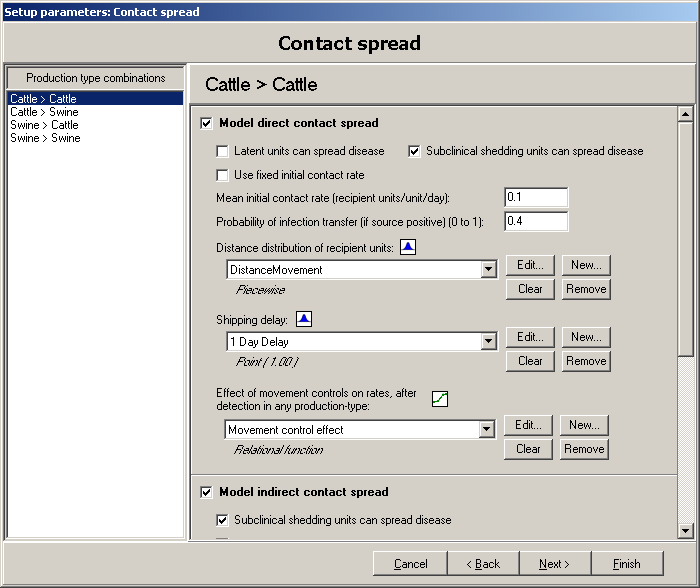 Setup parameters: Contact spread
Contact spread
Production type combinations
Cattle > Cattle
Cattle > Swine
Swine > Cattle
Swine > Swine
Cattle > Cattle
Model direct contact spread
Latent units can spread disease
Subclinical shedding units can spread disease
Use fixed initial contact rate
Mean initial contact rate (recipient units/unit/day):
0.1
Probability of infection transfer (if source positive) (0 to 1):
0.4
Distance distribution of recipient units:
DistanceMovement
Edit...
New...
Piecewise
Clear
Remove
Shipping delay:
1 Day Delay
Edit...
New...
Point ( 1.00 )
Clear
Remove
Effect of movement controls on rates, after
detection in any production-type:
Movement control effect
Edit...
New...
Relational function
Clear
Remove
Model indirect contact spread
Subclinical shedding units can spread disease
Cancel
< Back
Next >
Finish